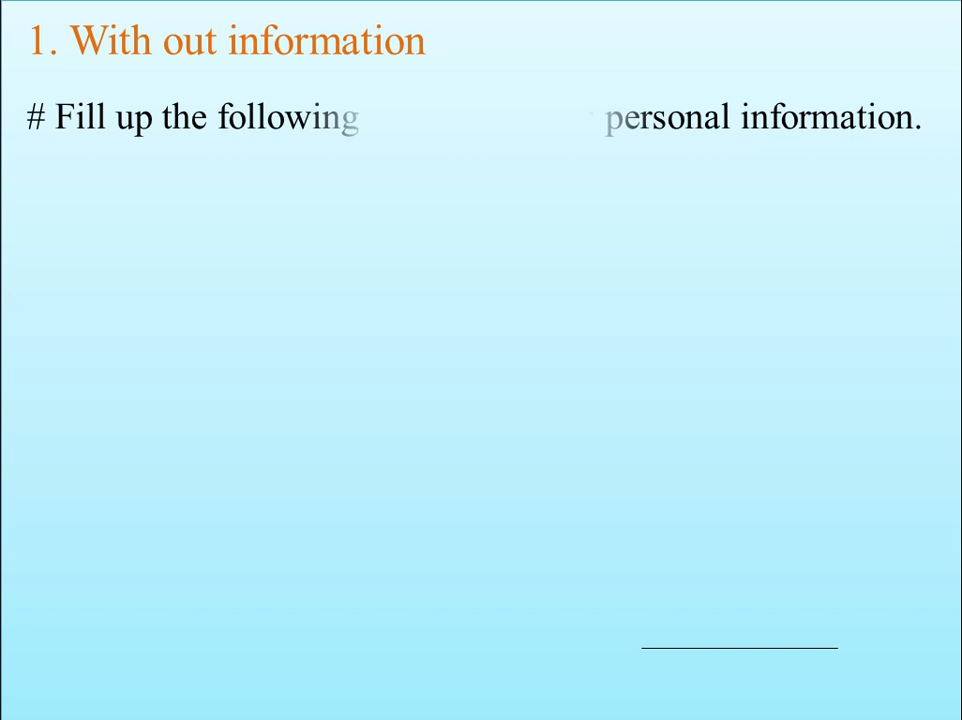 1. With out information
# Fill up the following personal information.